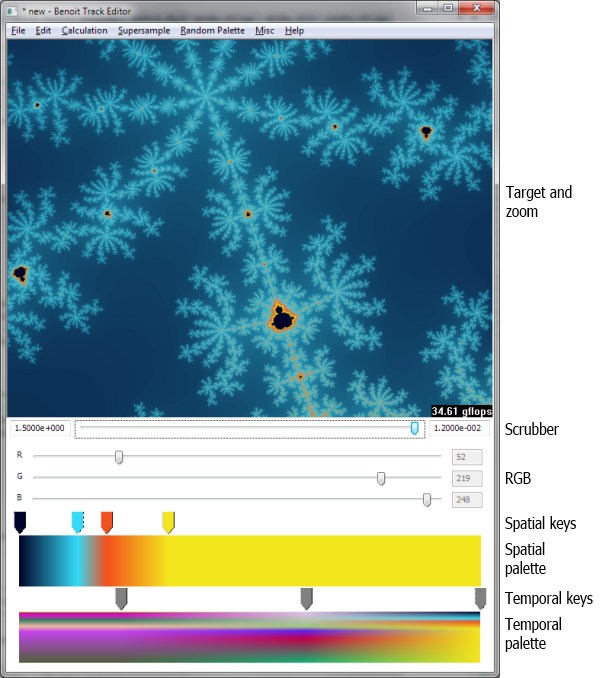 * new - Benoit Track Editor
File Edit Calculation Supersample Random Palette Misc Help
Target and
zoom
34.61 gflops
1.5000e+000
1.2000e-002
Scrubber
R
52
G
219
RGB
B
248
Spatial keys
Spatial
palette
Temporal keys
Temporal
palette